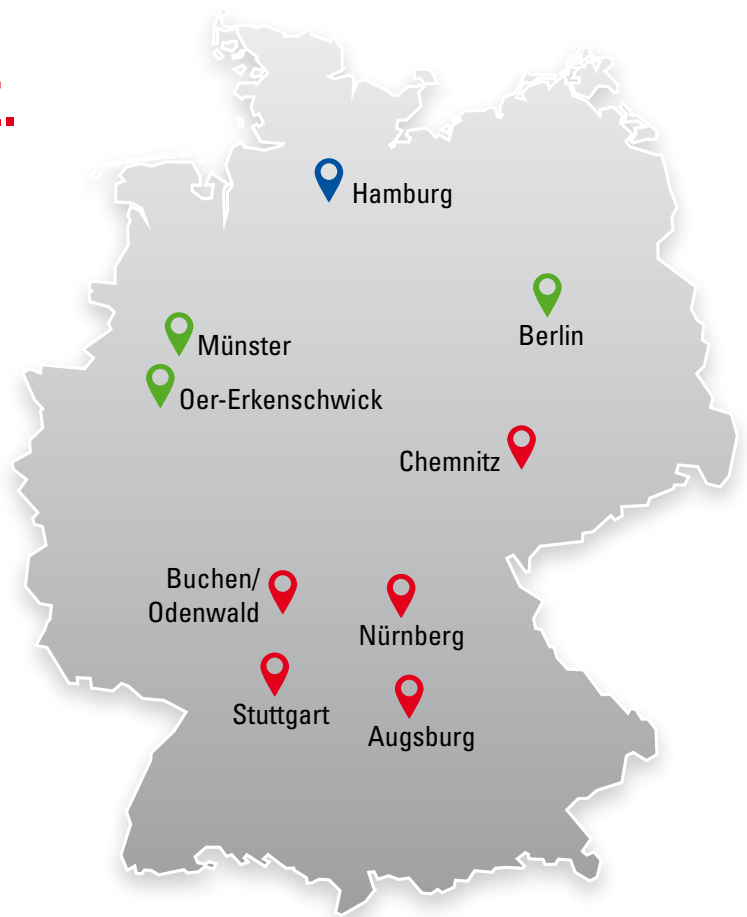 Hamburg
Berlin
Münster
Oer-Erkenschwick
Chemnitz
Buchen/
Odenwald
Nürnberg
Stuttgart
Augsburg